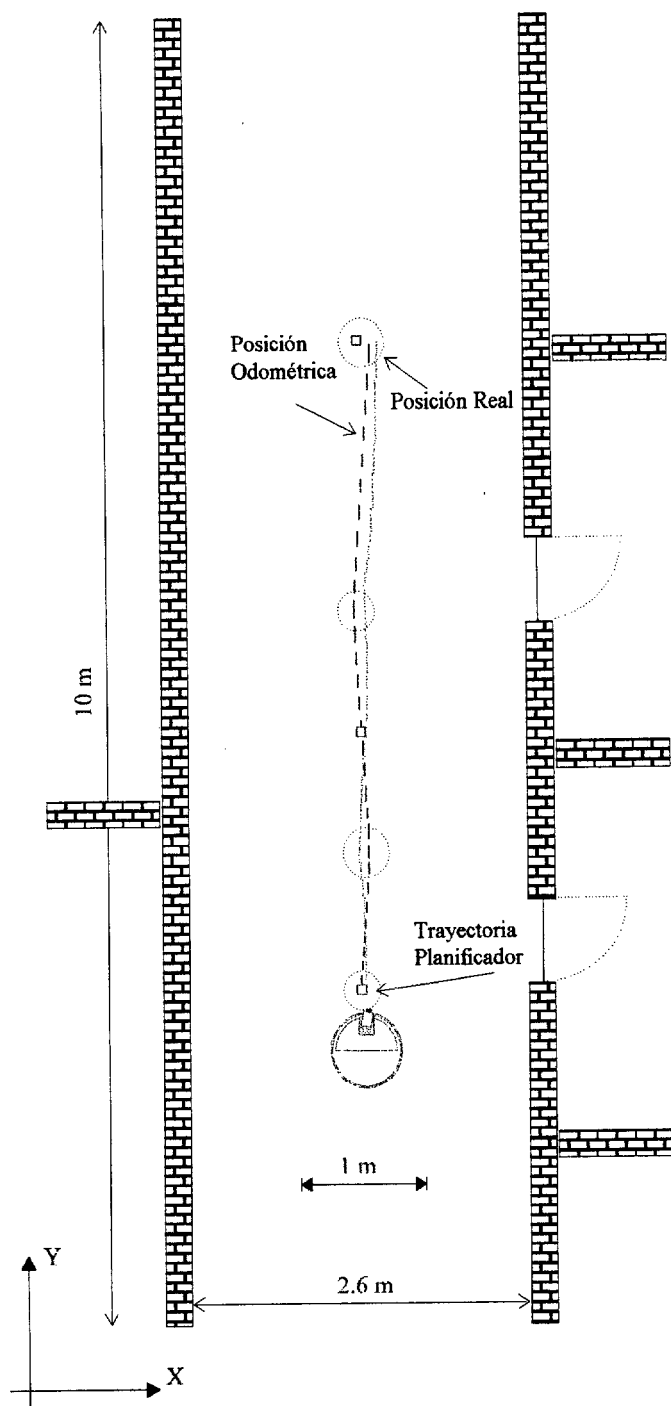 Posición
Odométrica
Posición Real
10 m
Trayectoria
Planificador
1 m
2.6 m
Y
X